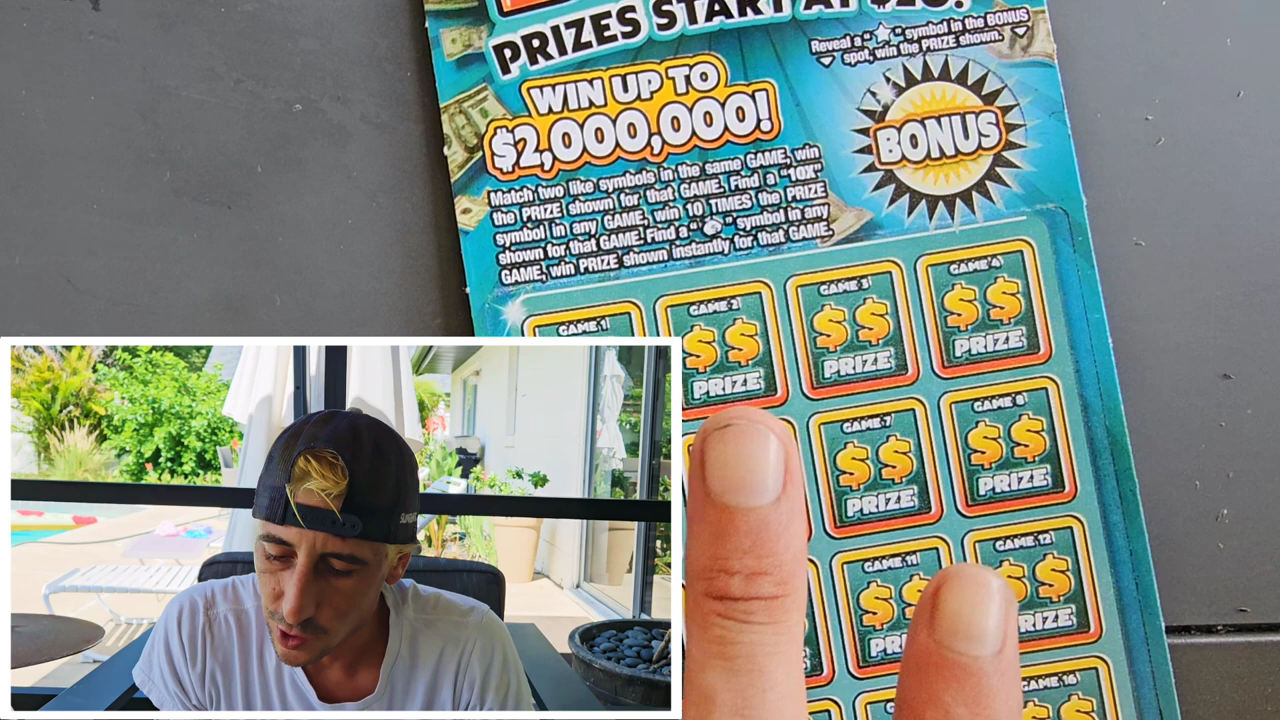 PRIZES START AT $20!
WIN UP TO
$2,000,000!
Reveal a " " symbol in the BONUS
spot, win the PRIZE shown.
BONUS
Match two like symbols in the same GAME, win
the PRIZE shown for that GAME. Find a "10X"
symbol in any GAME, win 10 TIMES the PRIZE
shown for that GAME. Find a " " symbol in any
GAME, win PRIZE shown instantly for that GAME.
GAME 1
GAME 2
$ $
PRIZE
GAME 3
$ $
PRIZE
GAME 4
$ $
PRIZE
GAME 7
$ $
PRIZE
GAME 8
$ $
PRIZE
GAME 11
$ $
GAME 12
$ $
GAME 16
$ $